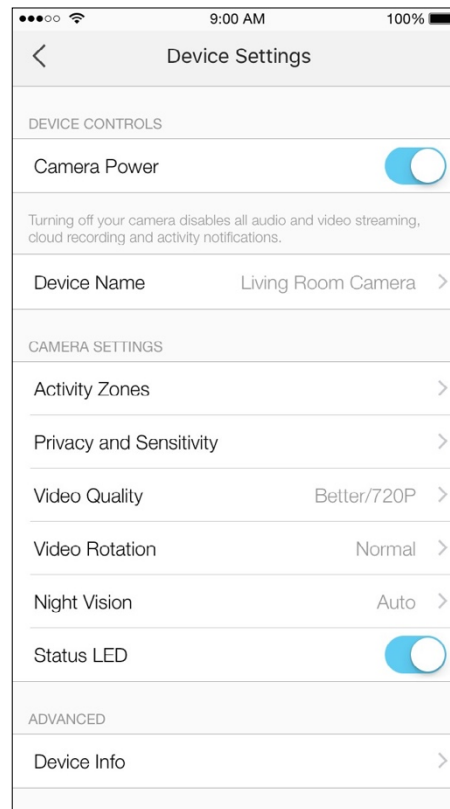 9:00 AM 100%
Device Settings
DEVICE CONTROLS
Camera Power
Turning off your camera disables all audio and video streaming,
cloud recording and activity notifications.
Device Name Living Room Camera
CAMERA SETTINGS
Activity Zones
Privacy and Sensitivity
Video Quality Better/720P
Video Rotation Normal
Night Vision Auto
Status LED
ADVANCED
Device Info